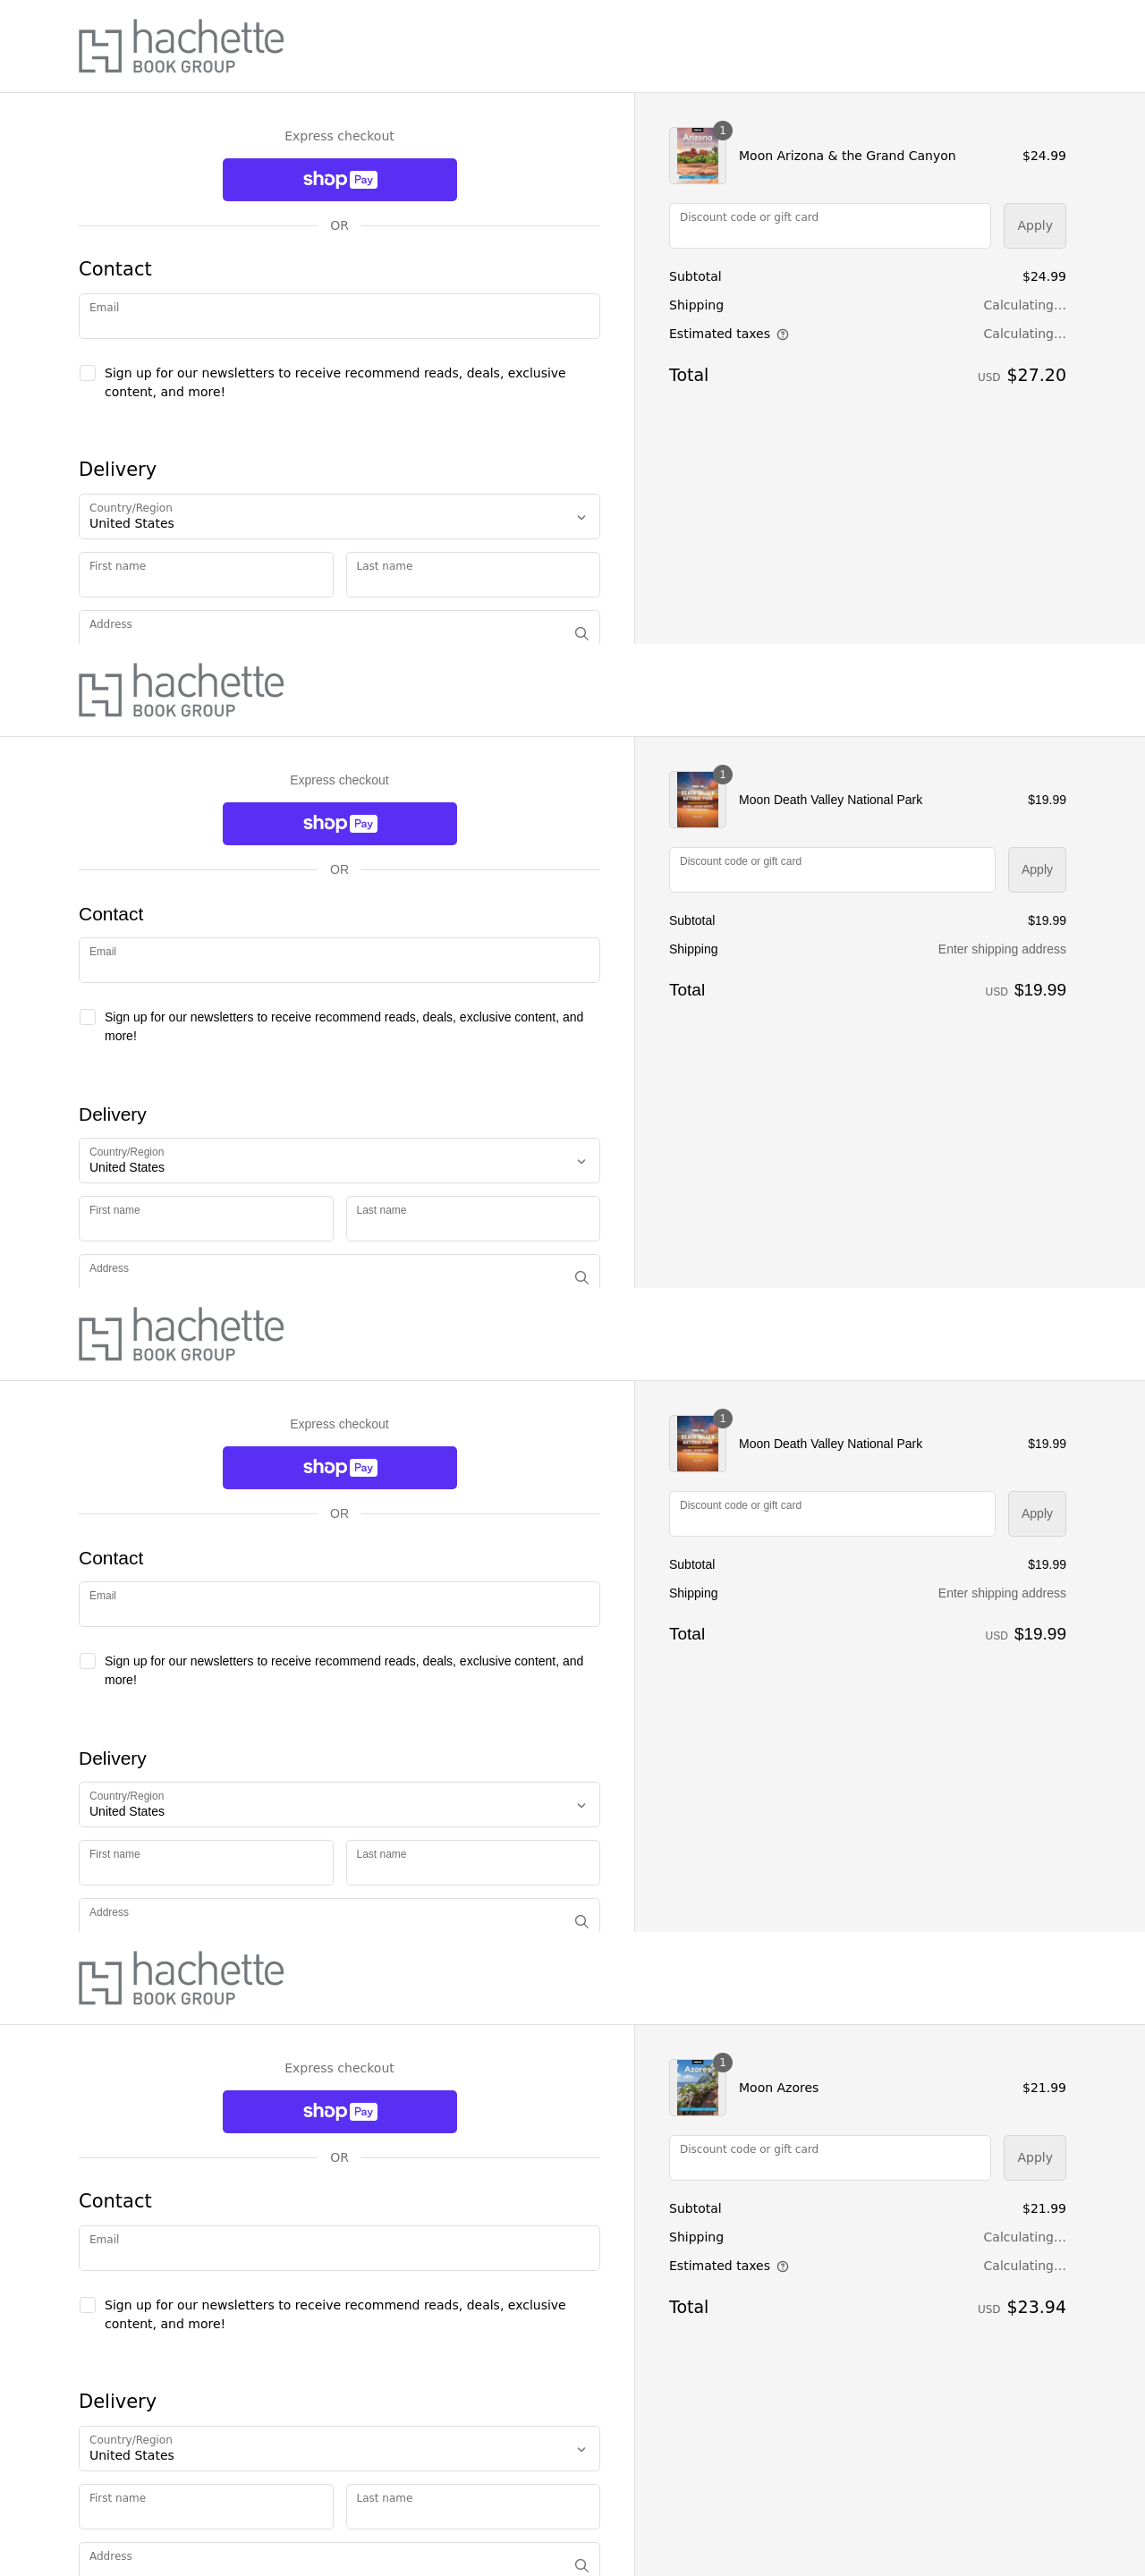 hachette
BOOK GROUP
Express checkout
shop Pay
OR
Contact
Email
Sign up for our newsletters to receive recommend reads, deals, exclusive
content, and more!
Delivery
Country/Region
United States
First name Last name
Address
Arizona
1
Moon Arizona & the Grand Canyon $24.99
Discount code or gift card Apply
Subtotal $24.99
Shipping Calculating...
Estimated taxes Calculating...
Total USD $27.20
hachette
BOOK GROUP
Express checkout
shop Pay
OR
Contact
Email
Sign up for our newsletters to receive recommend reads, deals, exclusive content, and
more!
Delivery
Country/Region
United States
First name Last name
Address
DEATH VALLEY
NATIONAL PARK
1
Moon Death Valley National Park $19.99
Discount code or gift card Apply
Subtotal $19.99
Shipping Enter shipping address
Total USD $19.99
hachette
BOOK GROUP
Express checkout
shop Pay
OR
Contact
Email
Sign up for our newsletters to receive recommend reads, deals, exclusive content, and
more!
Delivery
Country/Region
United States
First name Last name
Address
DEATH VALLEY
NATIONAL PARK
1
Moon Death Valley National Park $19.99
Discount code or gift card Apply
Subtotal $19.99
Shipping Enter shipping address
Total USD $19.99
hachette
BOOK GROUP
Express checkout
shop Pay
OR
Contact
Email
Sign up for our newsletters to receive recommend reads, deals, exclusive
content, and more!
Delivery
Country/Region
United States
First name Last name
Address
Azores
1
Moon Azores $21.99
Discount code or gift card Apply
Subtotal $21.99
Shipping Calculating...
Estimated taxes Calculating...
Total USD $23.94